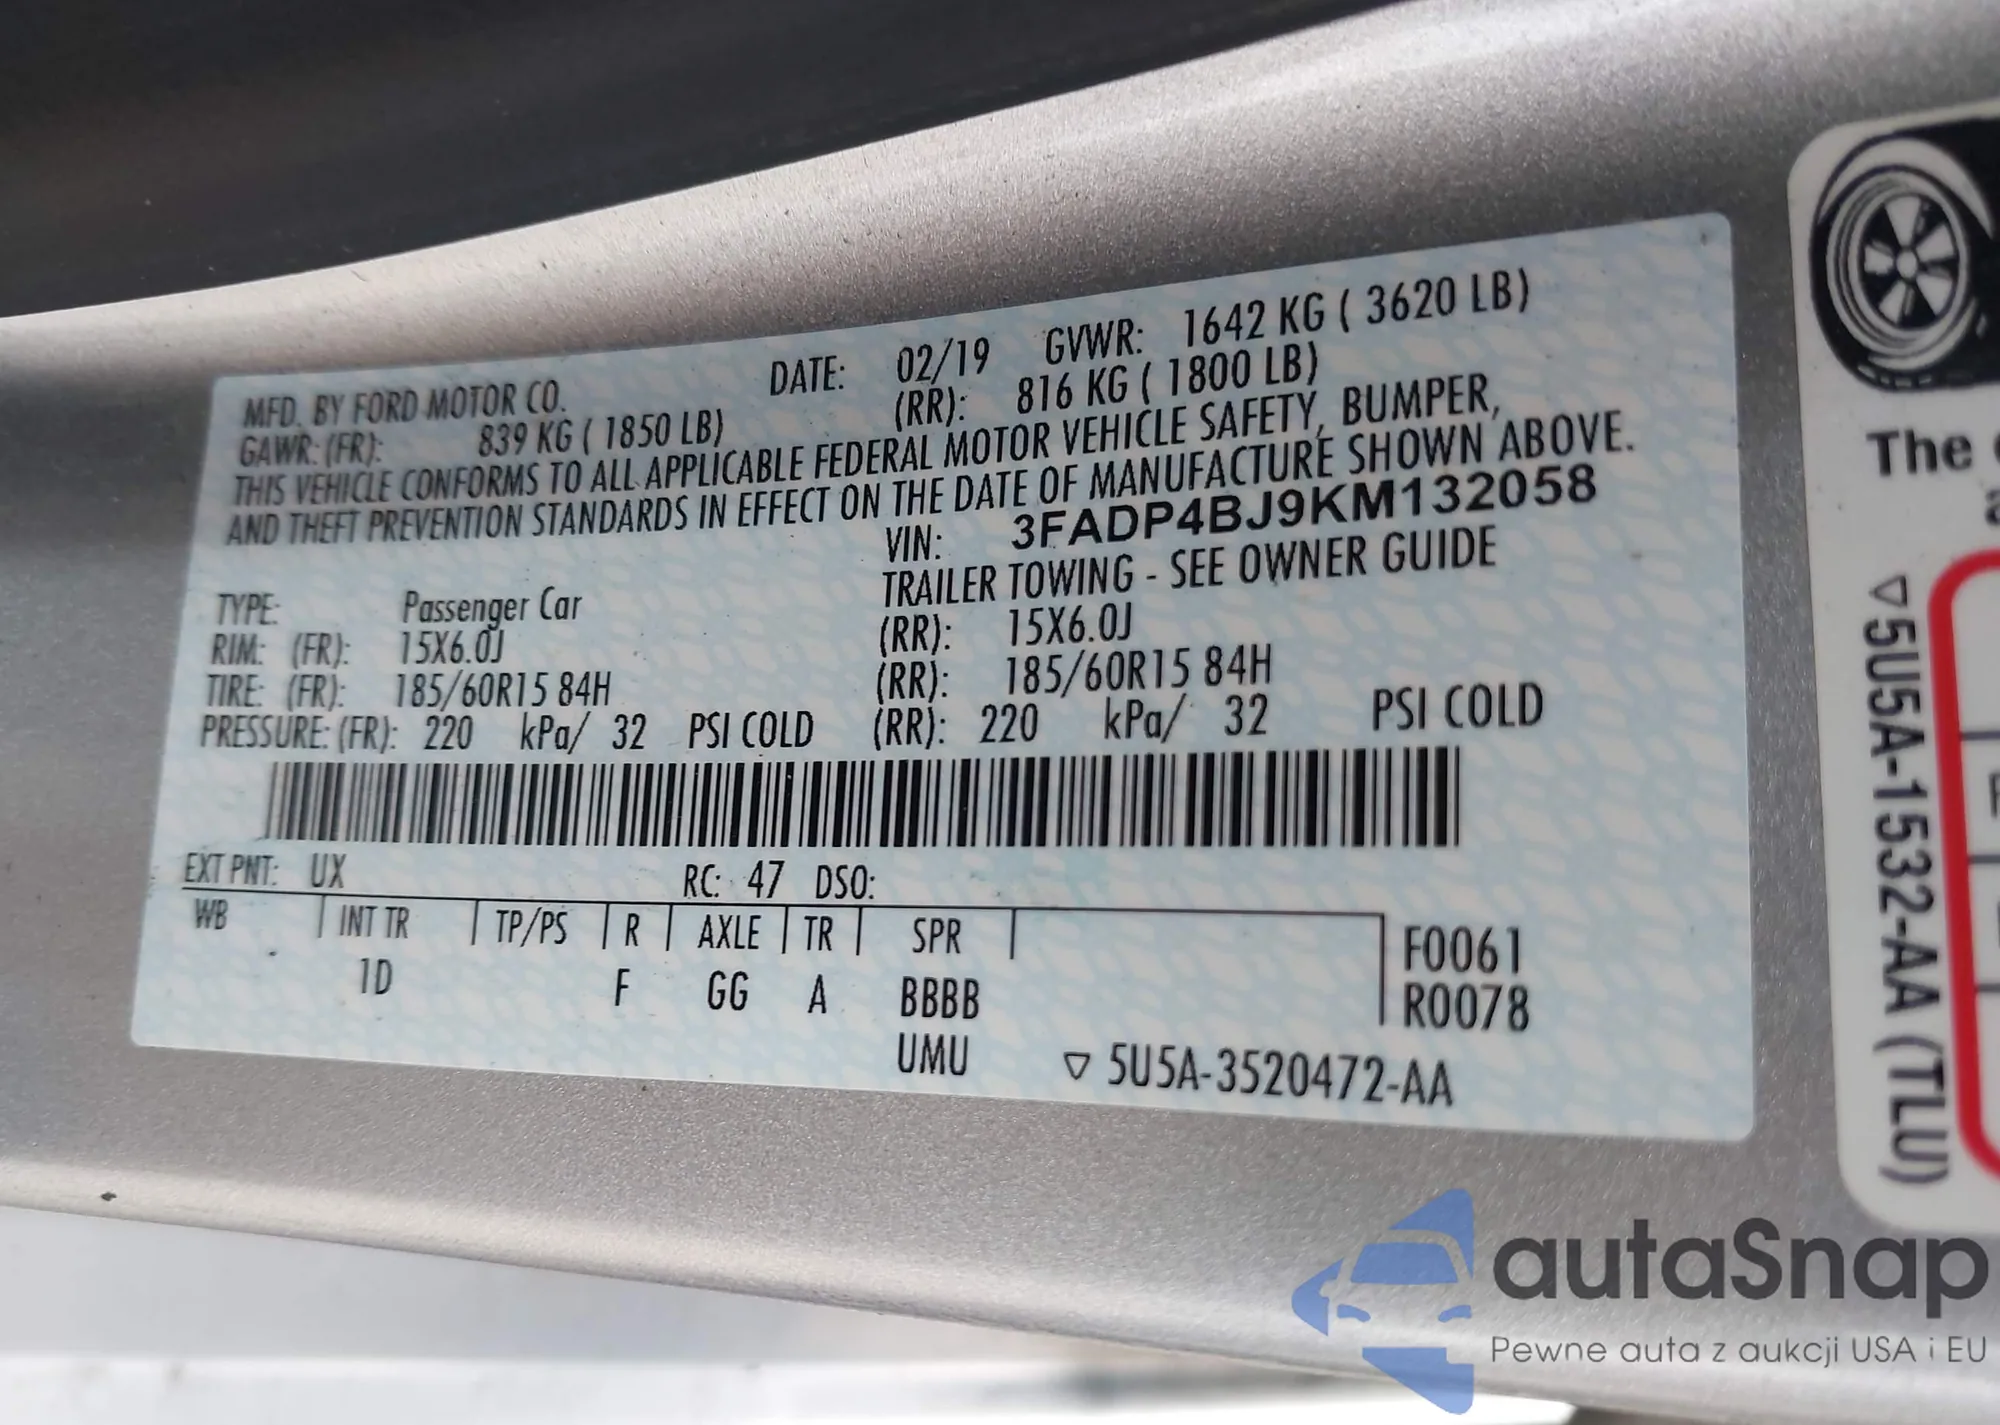 MFD. BY FORD MOTOR CO. DATE: 02/19 GVWR: 1642 KG ( 3620 LB)
GAWR: (FR): 839 KG ( 1850 LB) (RR): 816 KG ( 1800 LB)
THIS VEHICLE CONFORMS TO ALL APPLICABLE FEDERAL MOTOR VEHICLE SAFETY, BUMPER,
AND THEFT PREVENTION STANDARDS IN EFFECT ON THE DATE OF MANUFACTURE SHOWN ABOVE.
VIN: 3FADP4BJ9KM132058
TYPE: Passenger Car TRAILER TOWING - SEE OWNER GUIDE
RIM: (FR): 15X6.0J (RR): 15X6.0J
TIRE: (FR): 185/60R15 84H (RR): 185/60R15 84H
PRESSURE: (FR): 220 kPa/ 32 PSI COLD (RR): 220 kPa/ 32 PSI COLD
EXT PNT: UX RC: 47 DSO:
WB INT TR TP/PS R AXLE TR SPR F0061
1D F GG A BBBB R0078
UMU ▽ 5U5A-3520472-AA
The
▽5U5A-1532-AA (TLU)
autaSnap
Pewne auta z aukcji USA i EU